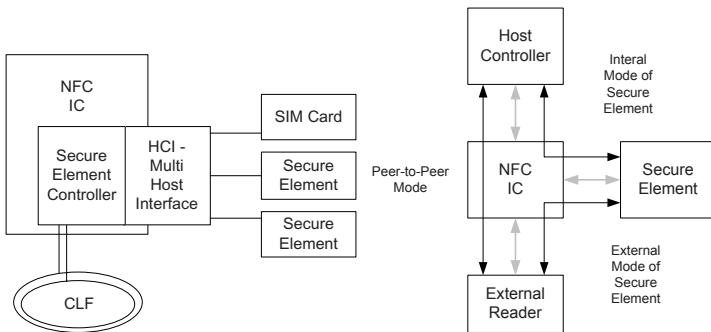 NFC
IC
Secure
Element
Controller
HCI -
Multi
Host
Interface
SIM Card
Secure
Element
Secure
Element
CLF
Host
Controller
Interal
Mode of
Secure
Element
Peer-to-Peer
Mode
NFC
IC
Secure
Element
External
Reader
External
Mode of
Secure
Element